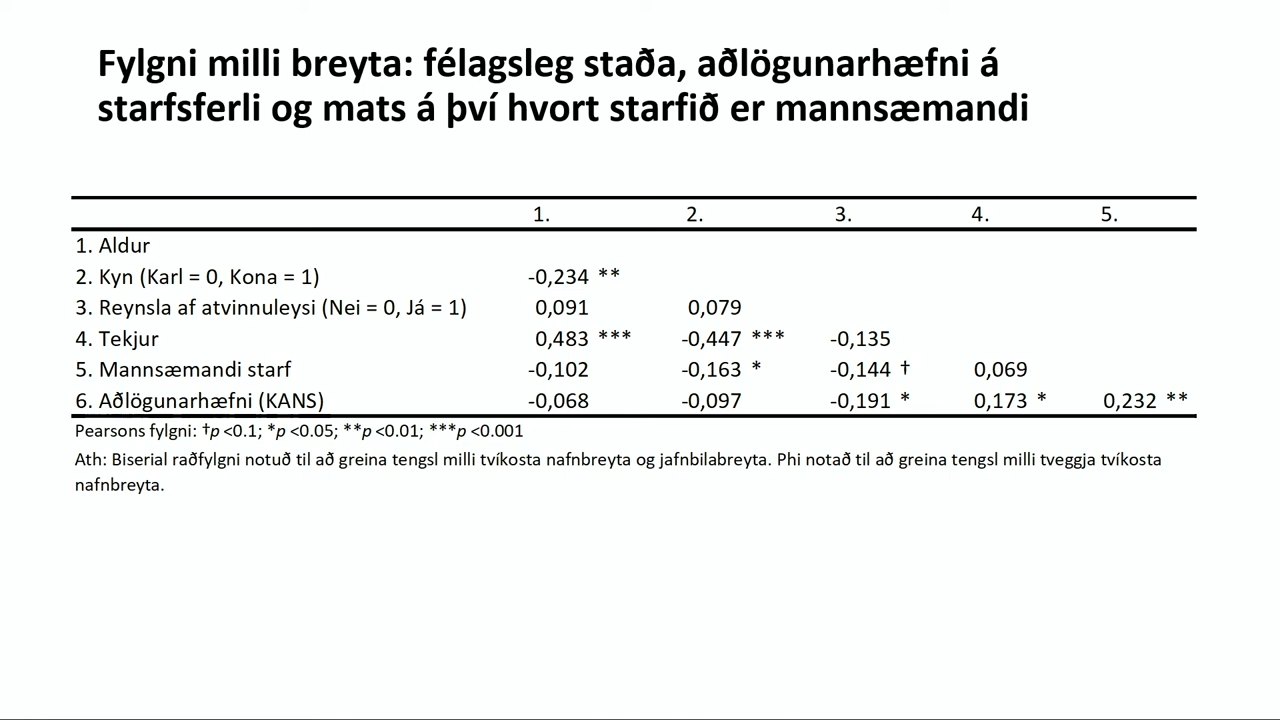 Fylgni milli breyta: félagsleg staða, aðlögunarhæfni á
starfsferli og mats á því hvort starfið er mannsæmandi
1. 2. 3. 4. 5.
1. Aldur
2. Kyn (Karl = 0, Kona = 1) -0,234 **
3. Reynsla af atvinnuleysi (Nei = 0, Já = 1) 0,091 0,079
4. Tekjur 0,483 *** -0,447 *** -0,135
5. Mannsæmandi starf -0,102 -0,163 * -0,144 † 0,069
6. Aðlögunarhæfni (KANS) -0,068 -0,097 -0,191 * 0,173 * 0,232 **
Pearsons fylgni: †p <0.1; *p <0.05; **p <0.01; ***p <0.001
Ath: Biserial raðfylgni notuð til að greina tengsl milli tvíkosta nafnbreyta og jafnbilabreyta. Phi notað til að greina tengsl milli tveggja tvíkosta
nafnbreyta.